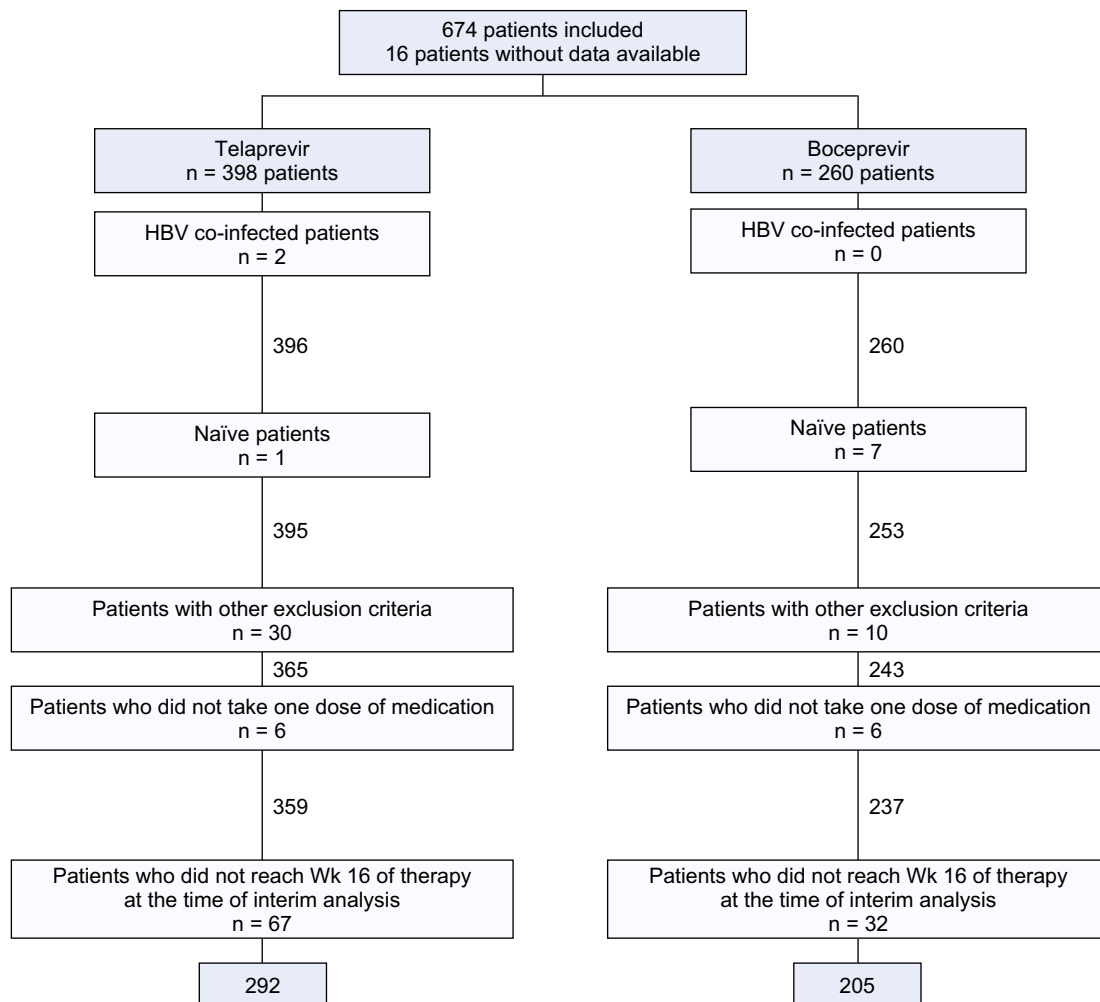 674 patients included
16 patients without data available
Telaprevir
n = 398 patients
Boceprevir
n = 260 patients
HBV co-infected patients
n = 2
HBV co-infected patients
n = 0
396
260
Naïve patients
n = 1
Naïve patients
n = 7
395
253
Patients with other exclusion criteria
n = 30
Patients with other exclusion criteria
n = 10
365
243
Patients who did not take one dose of medication
n = 6
Patients who did not take one dose of medication
n = 6
359
237
Patients who did not reach Wk 16 of therapy
at the time of interim analysis
n = 67
Patients who did not reach Wk 16 of therapy
at the time of interim analysis
n = 32
292
205